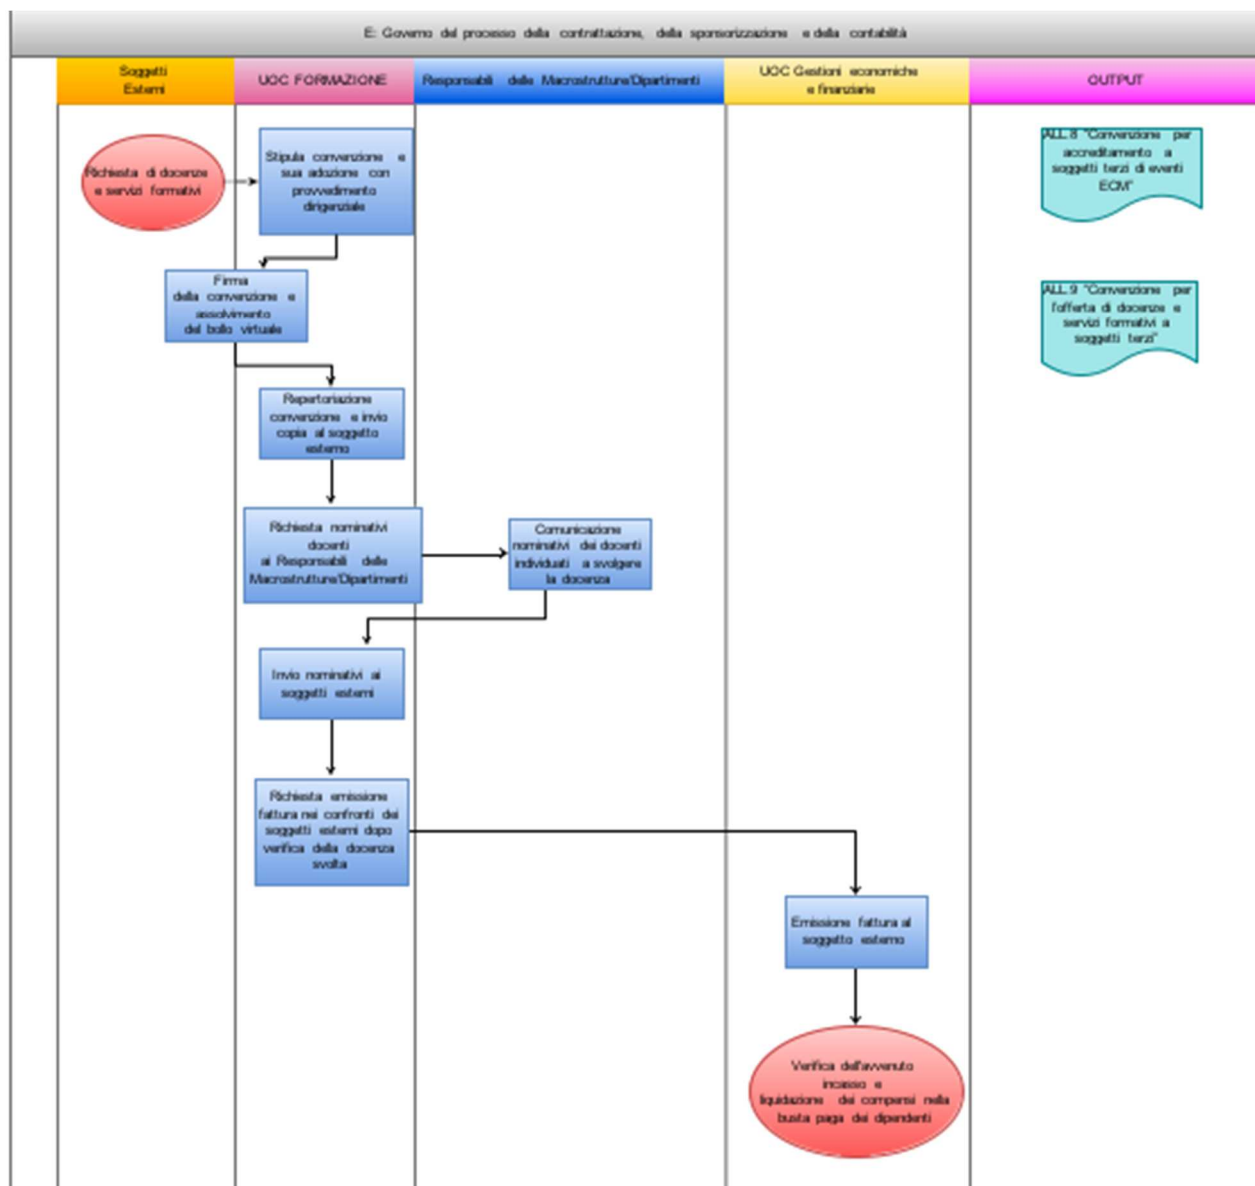 E: Governo del processo della contrattazione, della sponsorizzazione e della contabilità
Soggetti
Esterni
UOC FORMAZIONE
Responsabili delle Macrostrutture/Dipartimenti
UOC Gestioni economiche
e finanziarie
OUTPUT
Richiesta di docenze
e servizi formativi
Stipula convenzione e
sua adozione con
provvedimento
dirigenziale
ALL.8 "Convenzione per
accreditamento a
soggetti terzi di eventi
ECM"
Firma
della convenzione e
assolvimento
del bollo virtuale
ALL.9 "Convenzione per
l'offerta di docenze e
servizi formativi a
soggetti terzi"
Repertoriazione
convenzione e invio
copia al soggetto
esterno
Richiesta nominativi
docenti
ai Responsabili delle
Macrostrutture/Dipartimenti
Comunicazione
nominativi dei docenti
individuati a svolgere
la docenza
Invio nominativi ai
soggetti esterni
Richiesta emissione
fattura nei confronti dei
soggetti esterni dopo
verifica della docenza
svolta
Emissione fattura al
soggetto esterno
Verifica dell'avvenuto
incasso e
liquidazione dei compensi nella
busta paga dei dipendenti